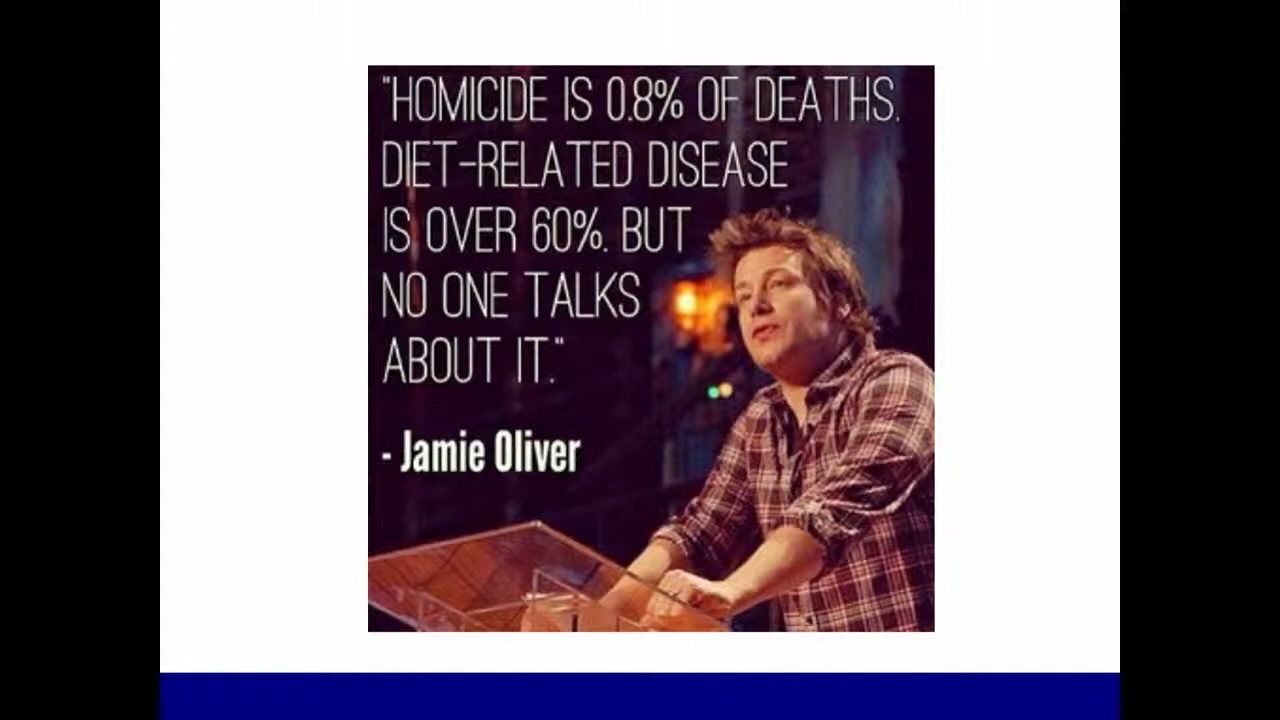 "HOMICIDE IS 0.8% OF DEATHS.
DIET-RELATED DISEASE
IS OVER 60%. BUT
NO ONE TALKS
ABOUT IT."
- Jamie Oliver